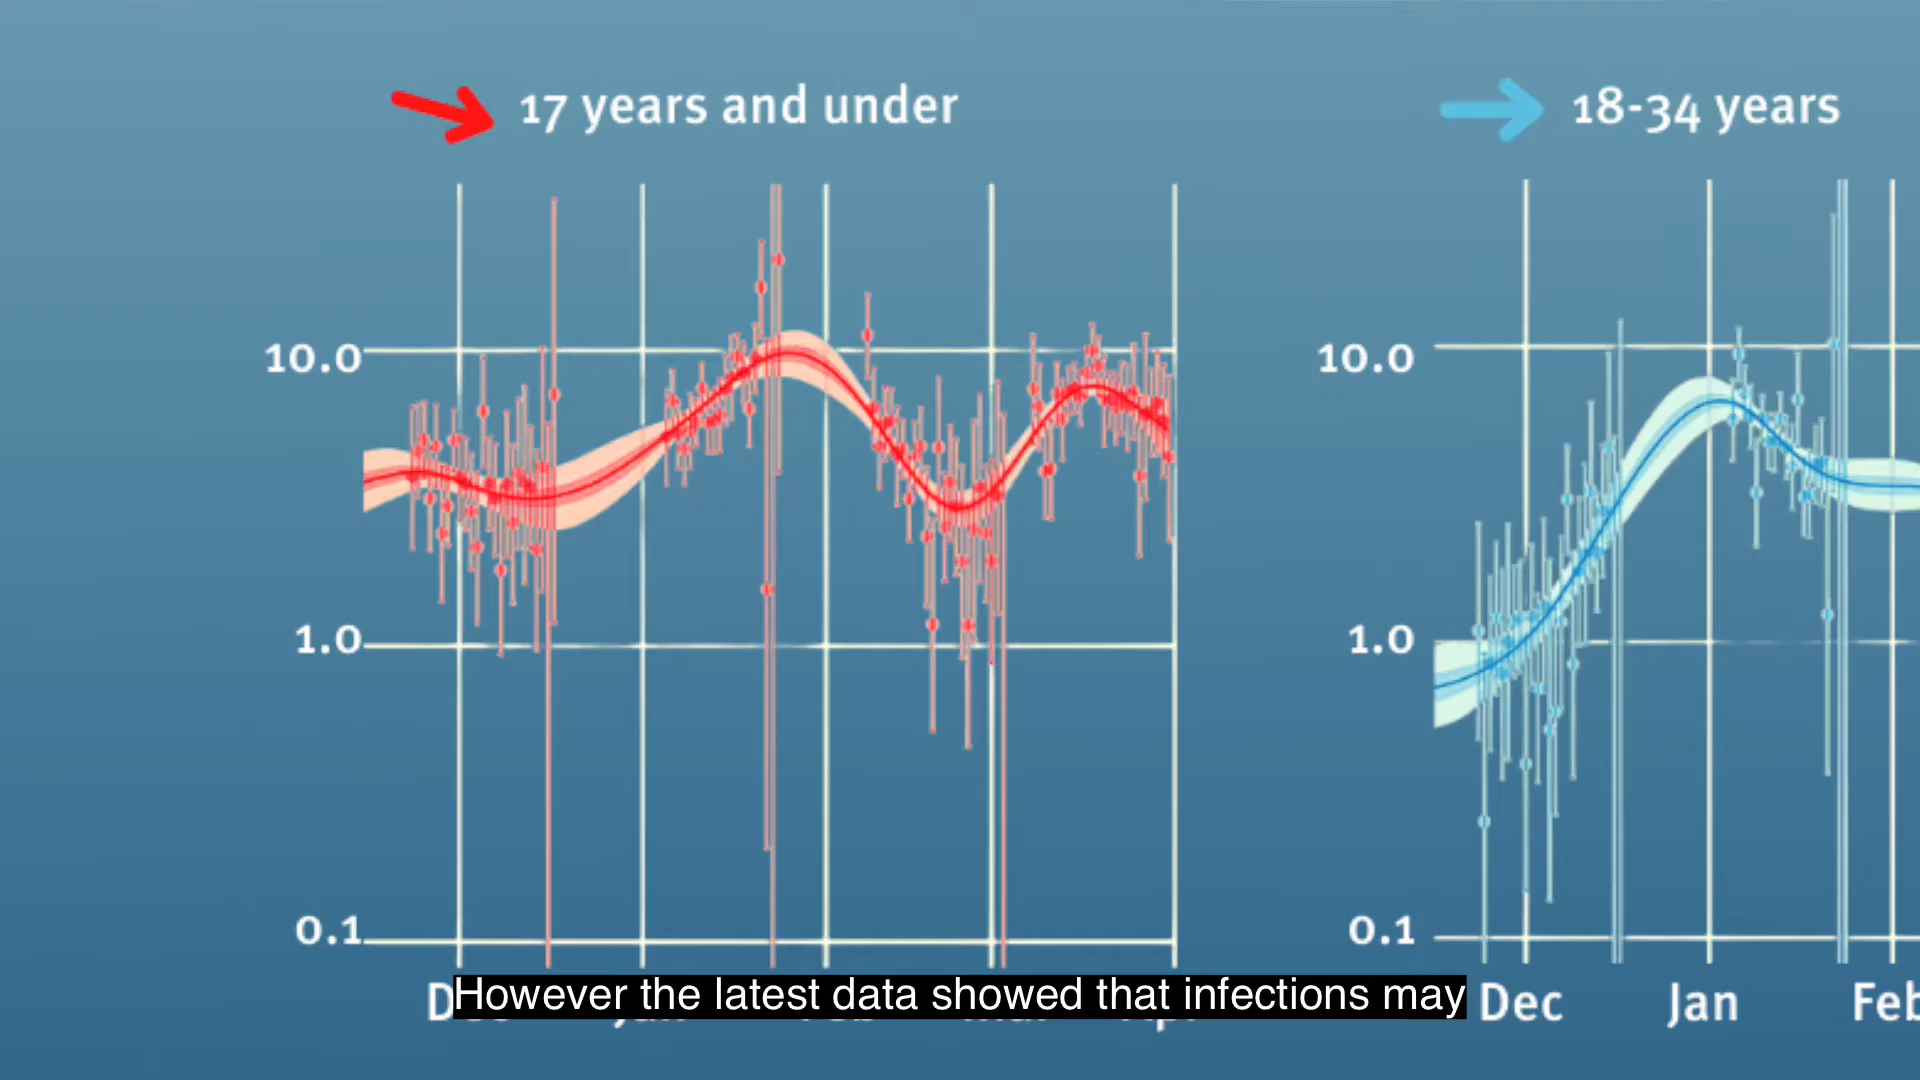 17 years and under
18-34 years
10.0
1.0
0.1
10.0
1.0
0.1
Dec Jan Feb
However the latest data showed that infections may